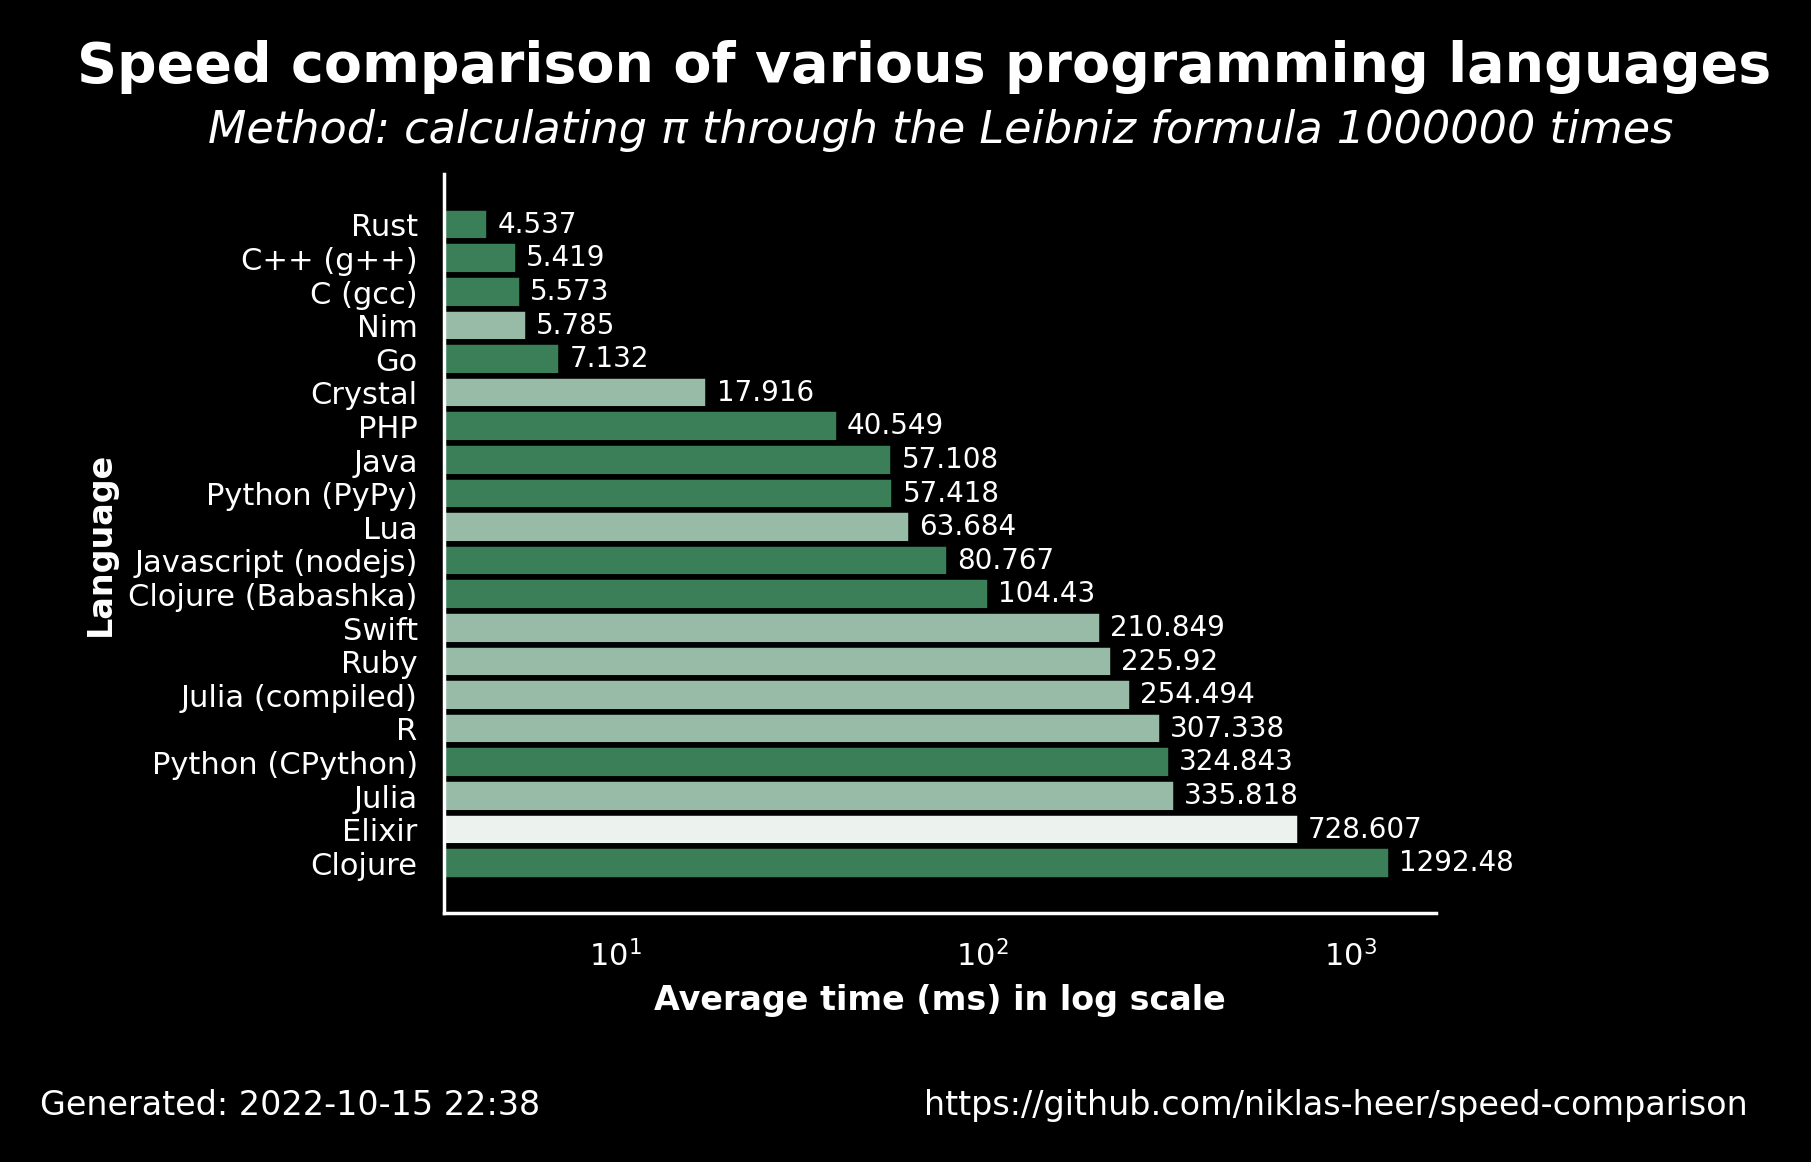 Speed comparison of various programming languages
Method: calculating π through the Leibniz formula 1000000 times
Language
Rust 4.537
C++ (g++) 5.419
C (gcc) 5.573
Nim 5.785
Go 7.132
Crystal 17.916
PHP 40.549
Java 57.108
Python (PyPy) 57.418
Lua 63.684
Javascript (nodejs) 80.767
Clojure (Babashka) 104.43
Swift 210.849
Ruby 225.92
Julia (compiled) 254.494
R 307.338
Python (CPython) 324.843
Julia 335.818
Elixir 728.607
Clojure 1292.48
10¹ 10² 10³
Average time (ms) in log scale
Generated: 2022-10-15 22:38 https://github.com/niklas-heer/speed-comparison